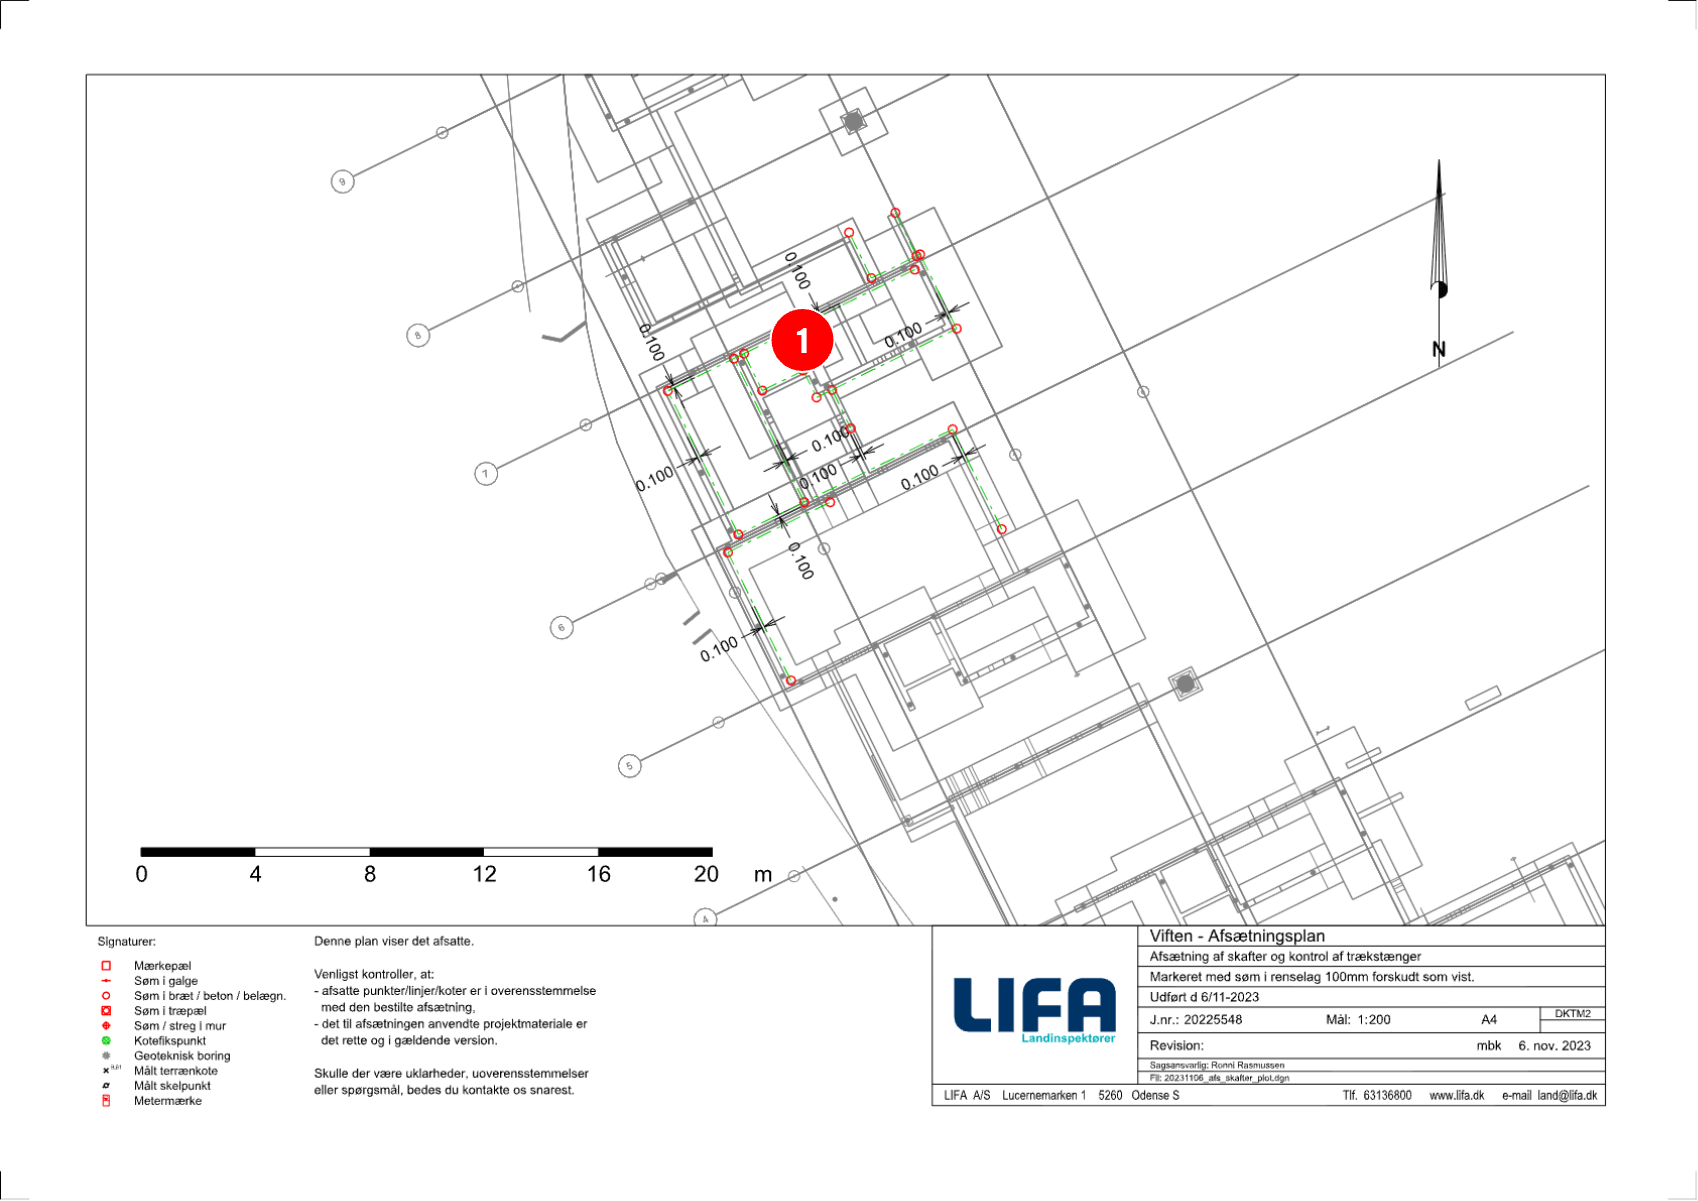 9
8
7
6
5
4
0.100
0.100
0.100
0.100
0.100
0.100
0.100
0.100
0.100
1
N
0 4 8 12 16 20 m
Signaturer:
Mærkepæl
Søm i galge
Søm i bræt / beton / belægn.
Søm i træpæl
Søm / streg i mur
Kotefikspunkt
Geoteknisk boring
Målt terrænkote
Målt skelpunkt
Metermærke
Denne plan viser det afsatte.
Venligst kontroller, at:
- afsatte punkter/linjer/koter er i overensstemmelse
med den bestilte afsætning,
- det til afsætningen anvendte projektmateriale er
det rette og i gældende version.
Skulle der være uklarheder, uoverensstemmelser
eller spørgsmål, bedes du kontakte os snarest.
LIFA
Landinspektører
Viften - Afsætningsplan
Afsætning af skafter og kontrol af trækstænger
Markeret med søm i renselag 100mm forskudt som vist.
Udført d 6/11-2023
J.nr.: 20225548 Mål: 1:200 A4 DKTM2
Revision: mbk 6. nov. 2023
Sagsansvarlig: Ronni Rasmussen
Fil: 20231106_afs_skafter_plot.dgn
LIFA A/S Lucernemarken 1 5260 Odense S Tlf. 63136800 www.lifa.dk e-mail land@lifa.dk